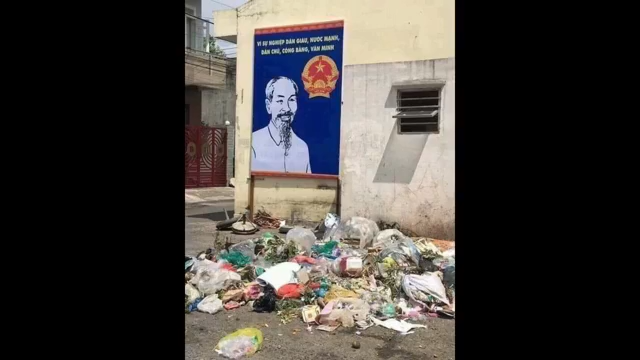 VÌ SỰ NGHIỆP DÂN GIÀU, NƯỚC MẠNH,
DÂN CHỦ, CÔNG BẰNG, VĂN MINH